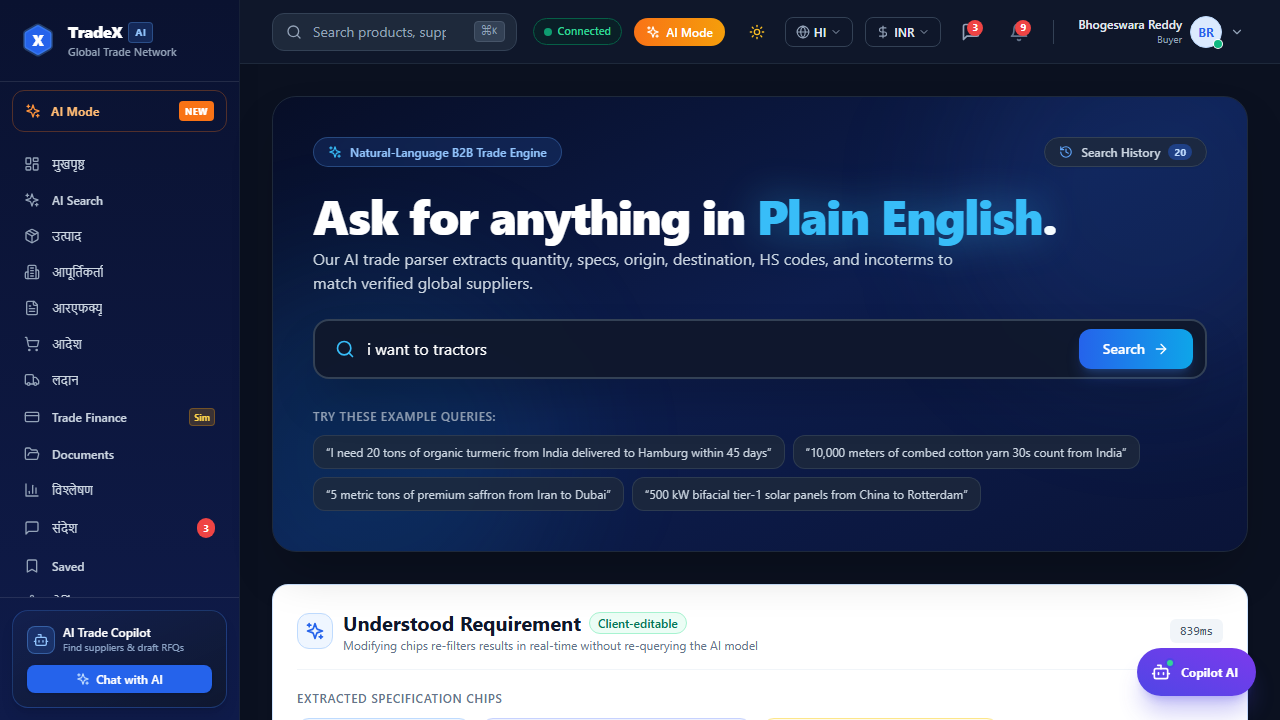 X
TradeX AI
Global Trade Network
AI Mode NEW
मुखपृष्ठ
AI Search
उत्पाद
आपूर्तिकर्ता
आरएफक्यू
आदेश
लदान
Trade Finance Sim
Documents
विश्लेषण
संदेश 3
Saved
AI Trade Copilot
Find suppliers & draft RFQs
Chat with AI
Search products, supp ⌘K
Connected
AI Mode
HI
$ INR
3
9
Bhogeswara Reddy
Buyer
BR
Natural-Language B2B Trade Engine
Search History 20
Ask for anything in Plain English.
Our AI trade parser extracts quantity, specs, origin, destination, HS codes, and incoterms to
match verified global suppliers.
i want to tractors
Search →
TRY THESE EXAMPLE QUERIES:
"I need 20 tons of organic turmeric from India delivered to Hamburg within 45 days"
"10,000 meters of combed cotton yarn 30s count from India"
"5 metric tons of premium saffron from Iran to Dubai"
"500 kW bifacial tier-1 solar panels from China to Rotterdam"
Understood Requirement Client-editable
Modifying chips re-filters results in real-time without re-querying the AI model
839ms
Copilot AI
EXTRACTED SPECIFICATION CHIPS